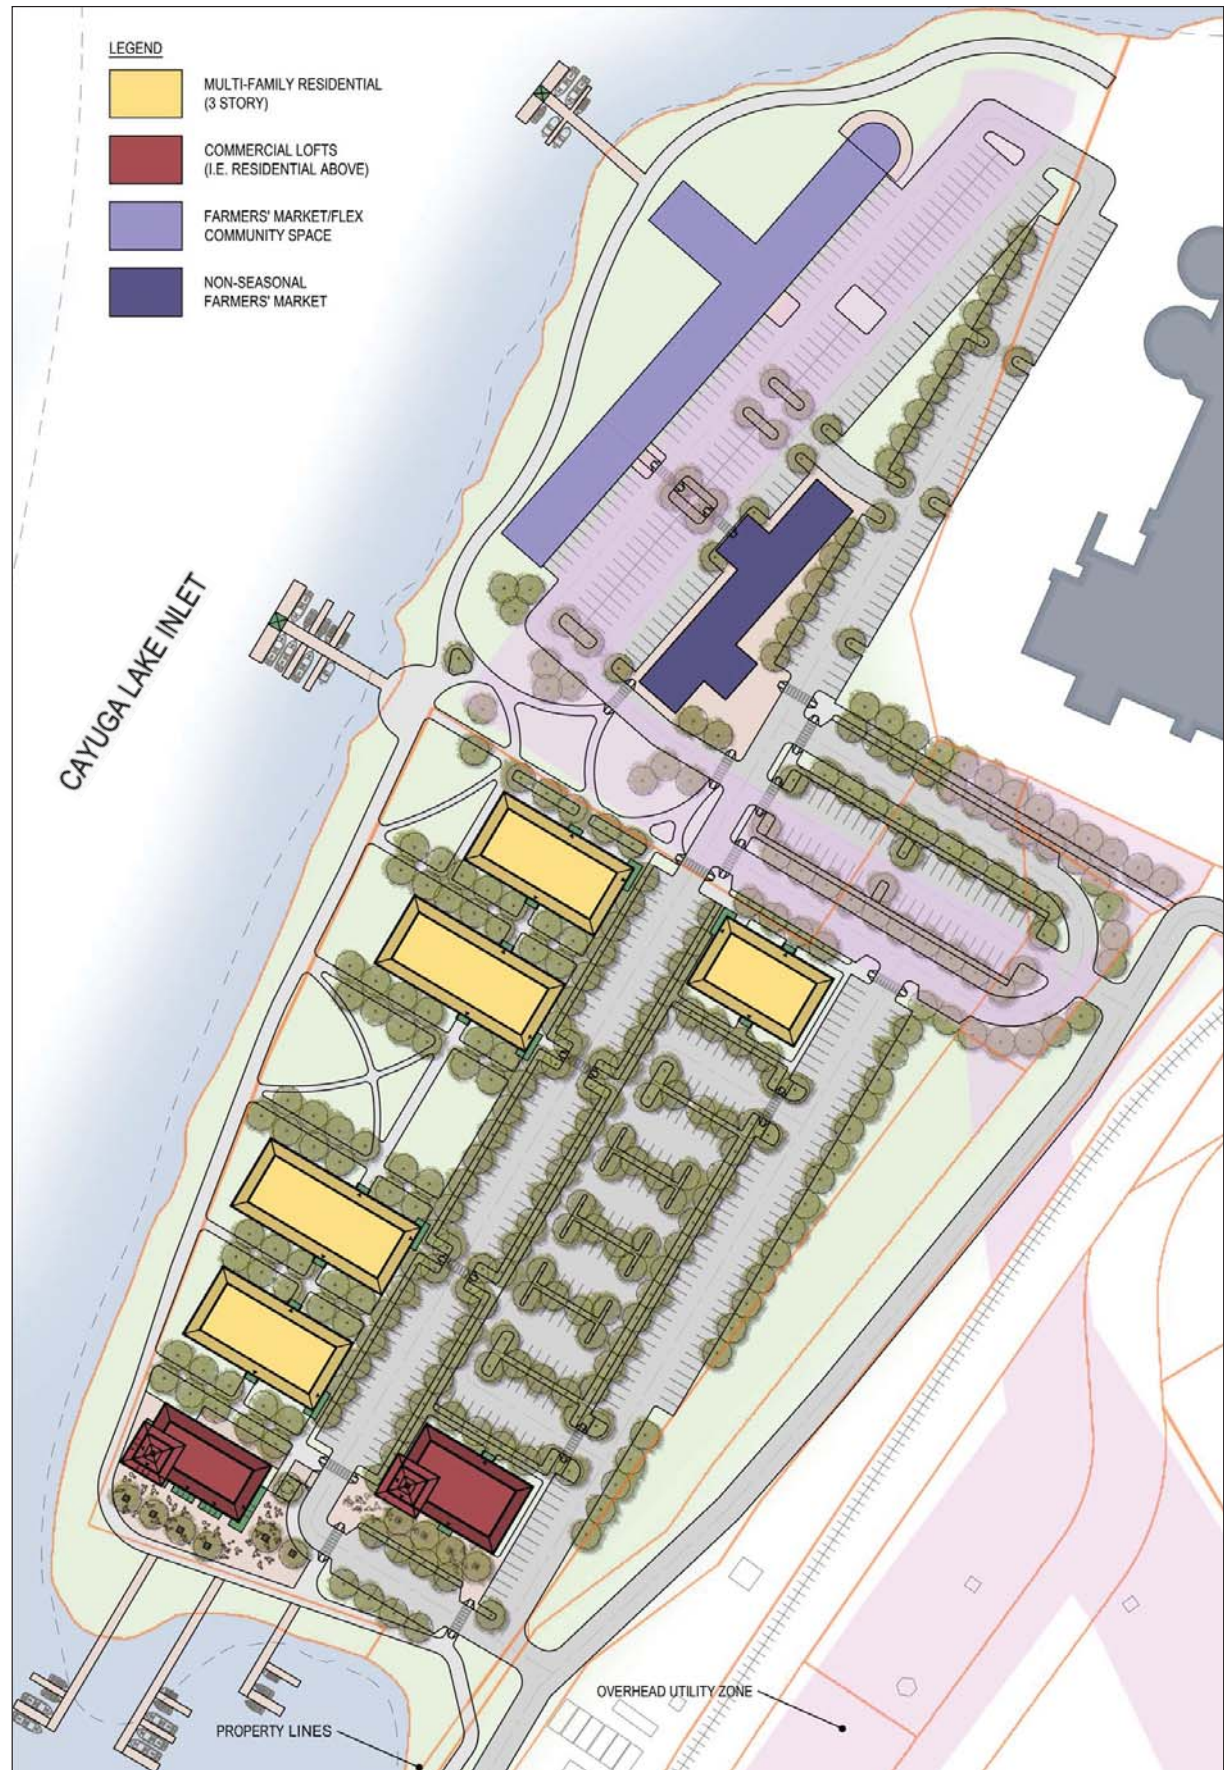 LEGEND
MULTI-FAMILY RESIDENTIAL
(3 STORY)
COMMERCIAL LOFTS
(I.E. RESIDENTIAL ABOVE)
FARMERS' MARKET/FLEX
COMMUNITY SPACE
NON-SEASONAL
FARMERS' MARKET
CAYUGA LAKE INLET
OVERHEAD UTILITY ZONE
PROPERTY LINES